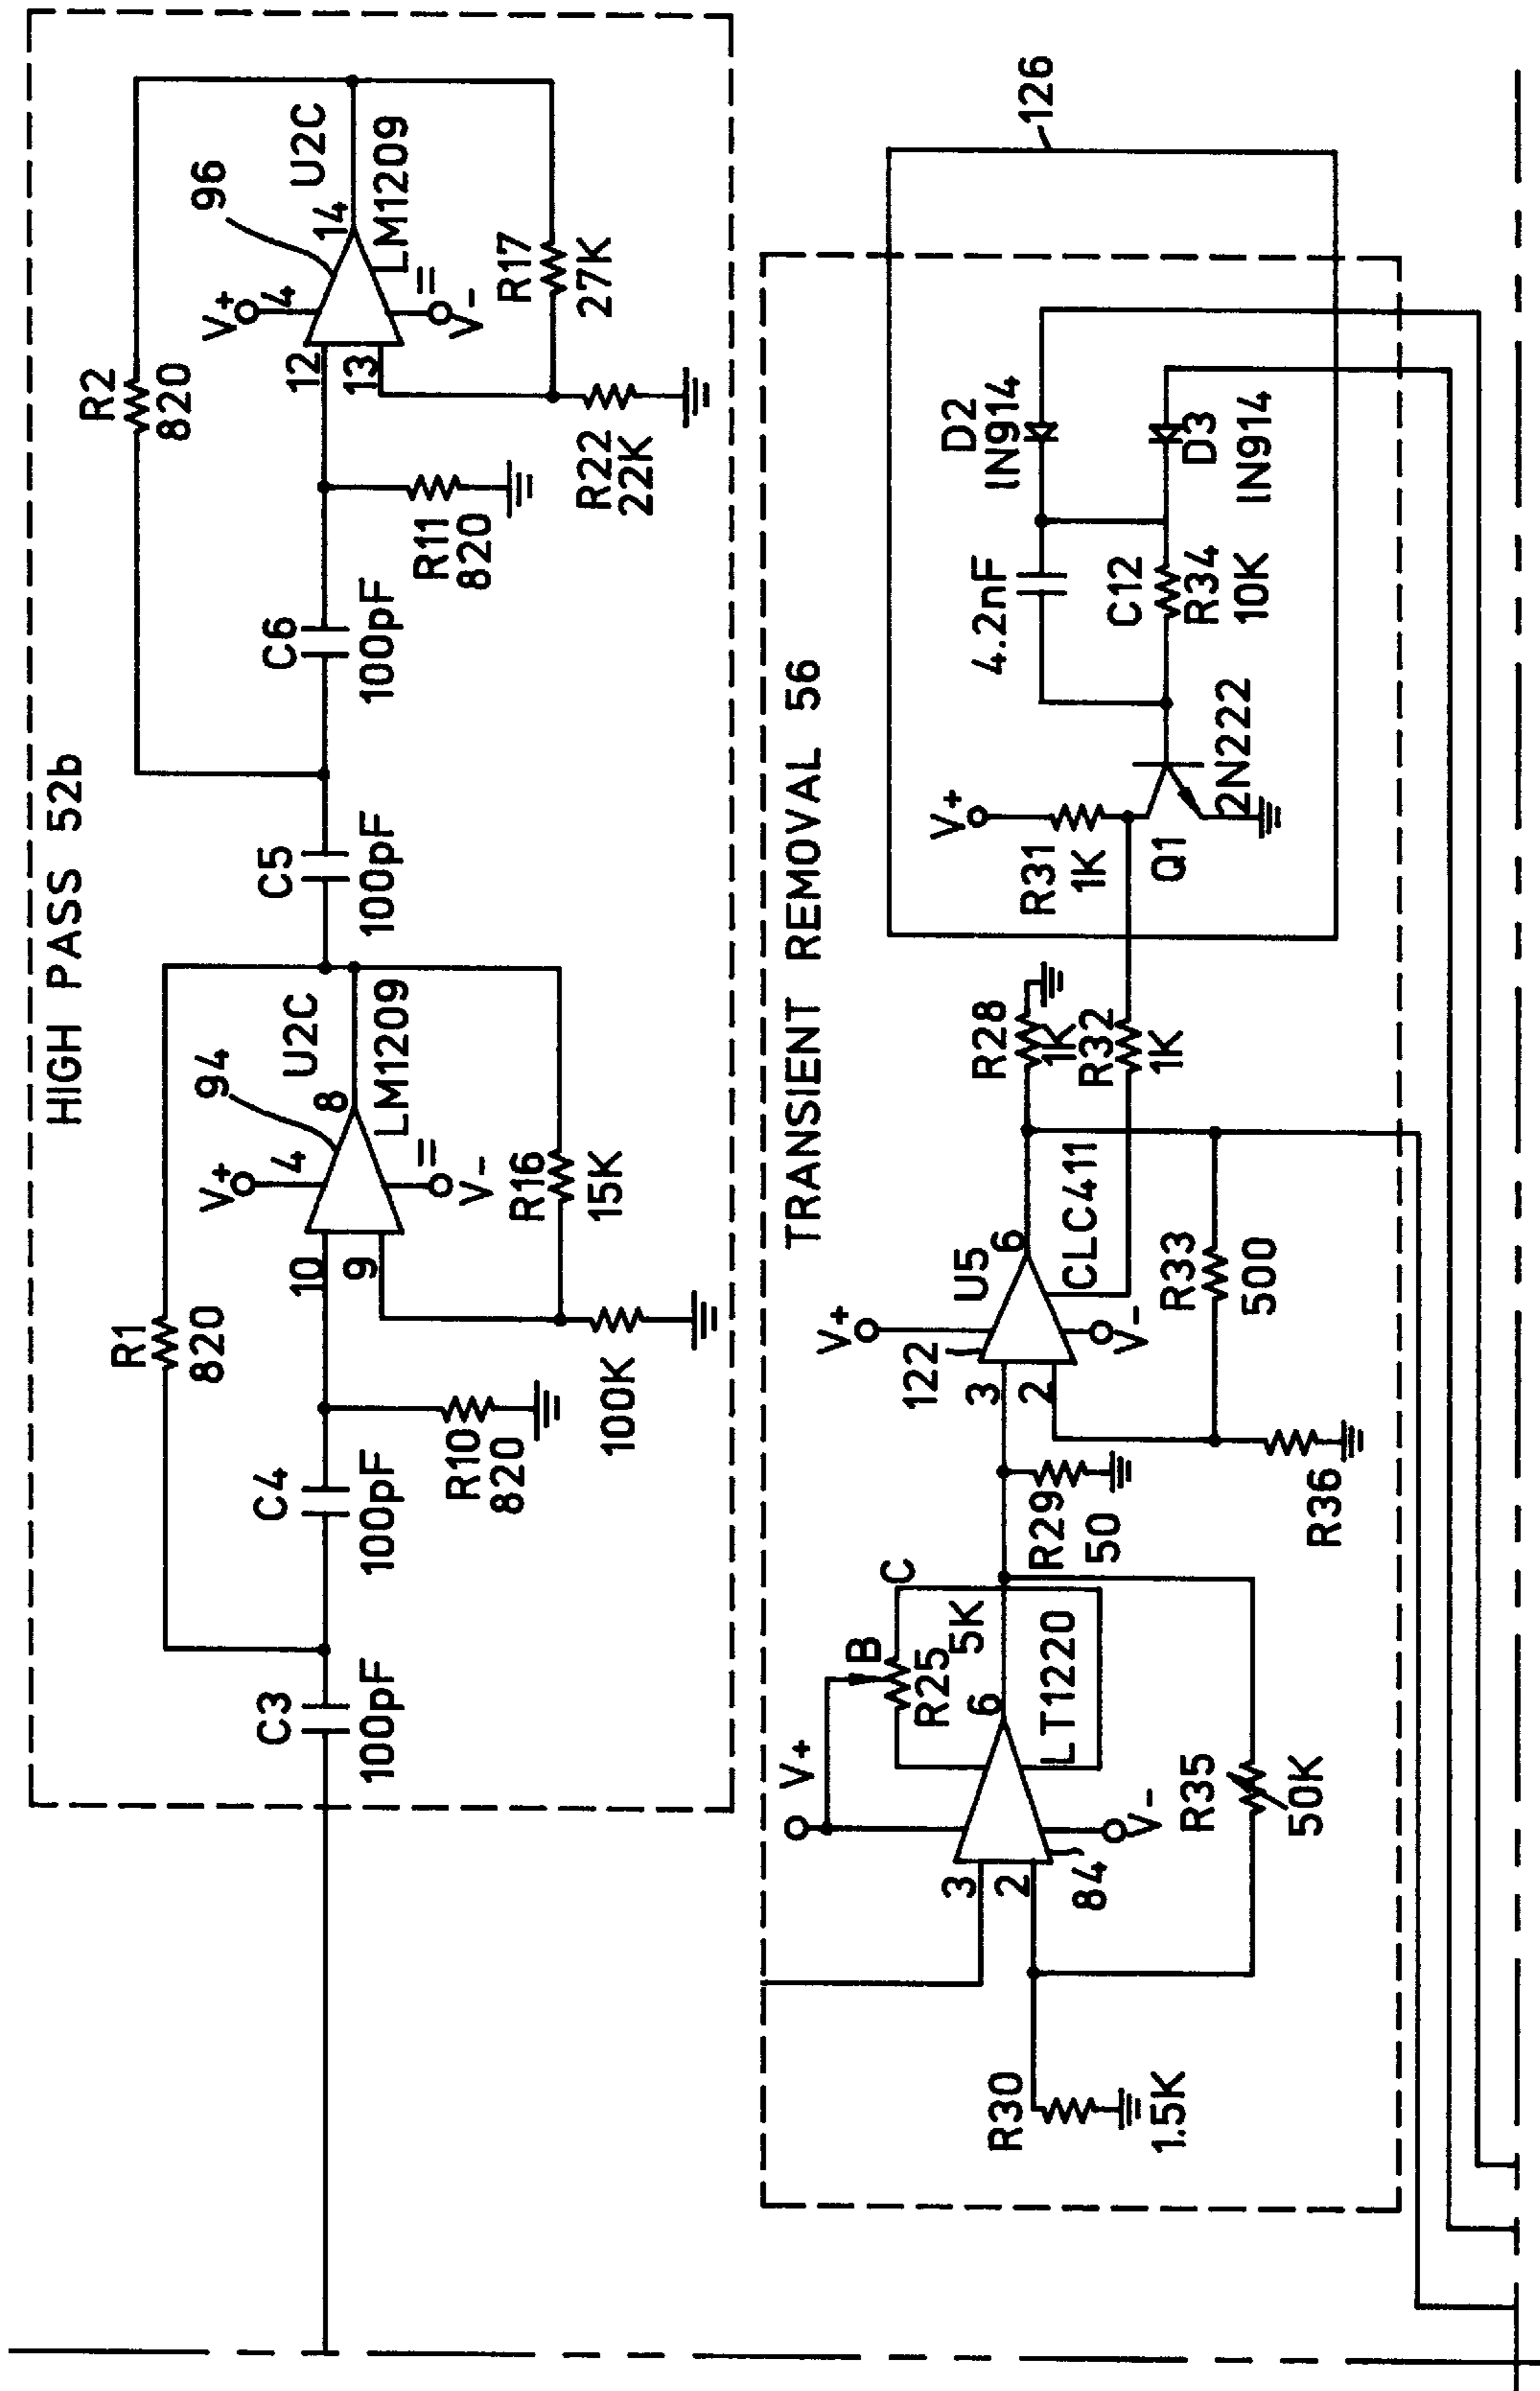 HIGH PASS 52b
R1
820
R2
820
94
96
V+
4
U2C
8
10
9
LM1209
=
V-
V+
4
U2C
14
12
13
LM1209
=
V-
C3
100pF
C4
100pF
C5
100pF
C6
100pF
R10
820
R16
15K
100K
R11
820
R17
27K
R22
22K
TRANSIENT REMOVAL 56
126
V+
B
C
R25
5K
3
2
6
84
LT1220
V-
R30
1.5K
R35
50K
R29
50
V+
122
U5
3
2
6
CLC411
V-
R28
1K
R32
1K
R33
500
R36
V+
R31
1K
Q1
2N222
4.2nF
C12
R34
10K
D2
IN914
D3
IN914